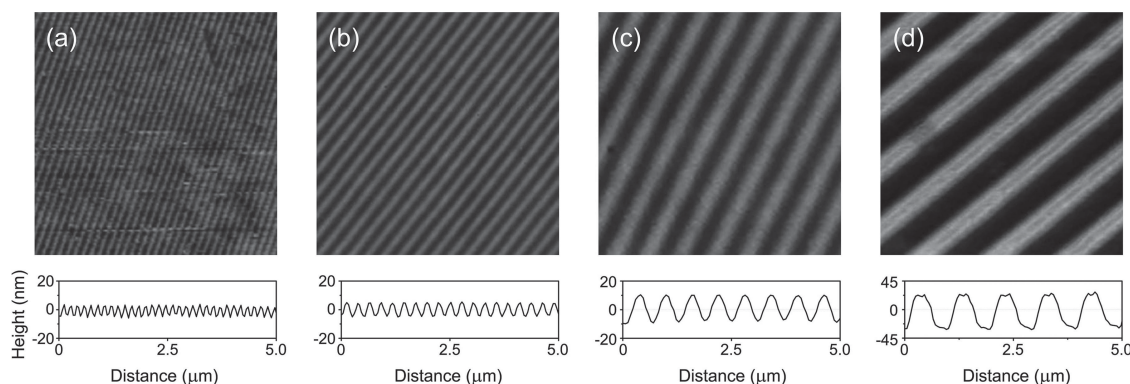 (a) (b) (c) (d)
Height (nm)
20 20 20 45
0 0 0 0
-20 -20 -20 -45
0 2.5 5.0 0 2.5 5.0 0 2.5 5.0 0 2.5 5.0
Distance (μm) Distance (μm) Distance (μm) Distance (μm)